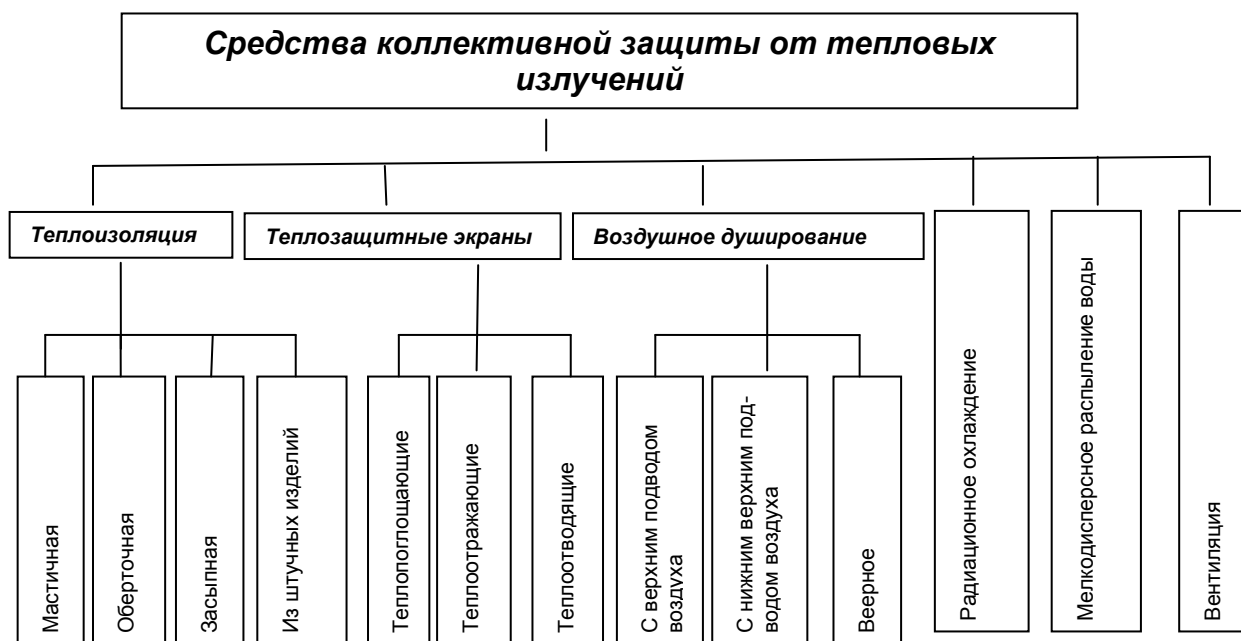 Средства коллективной защиты от тепловых
излучений
Теплоизоляция
Теплозащитные экраны
Воздушное душирование
Мастичная
Оберточная
Засыпная
Из штучных изделий
Теплопоглощающие
Теплоотражающие
Теплоотводящие
С верхним подводом
воздуха
С нижним верхним под-
водом воздуха
Веерное
Радиационное охлаждение
Мелкодисперсное распыление воды
Вентиляция